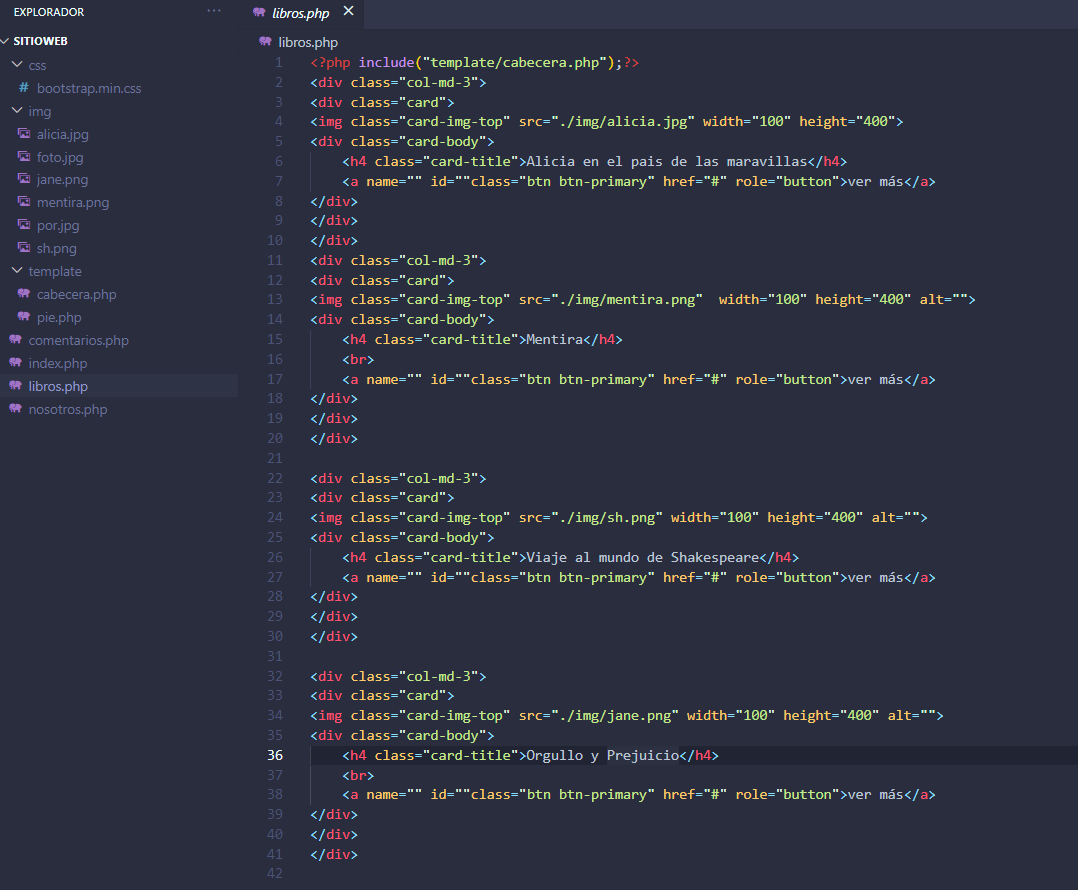 EXPLORADOR ···
SITIOWEB
css
# bootstrap.min.css
img
alicia.jpg
foto.jpg
jane.png
mentira.png
por.jpg
sh.png
template
cabecera.php
pie.php
comentarios.php
index.php
libros.php
nosotros.php
libros.php
libros.php
1 <?php include("template/cabecera.php");?>
2 <div class="col-md-3">
3 <div class="card">
4 <img class="card-img-top" src="./img/alicia.jpg" width="100" height="400">
5 <div class="card-body">
6     <h4 class="card-title">Alicia en el pais de las maravillas</h4>
7     <a name="" id=""class="btn btn-primary" href="#" role="button">ver más</a>
8 </div>
9 </div>
10 </div>
11 <div class="col-md-3">
12 <div class="card">
13 <img class="card-img-top" src="./img/mentira.png"  width="100" height="400" alt="">
14 <div class="card-body">
15     <h4 class="card-title">Mentira</h4>
16     <br>
17     <a name="" id=""class="btn btn-primary" href="#" role="button">ver más</a>
18 </div>
19 </div>
20 </div>
21
22 <div class="col-md-3">
23 <div class="card">
24 <img class="card-img-top" src="./img/sh.png" width="100" height="400" alt="">
25 <div class="card-body">
26     <h4 class="card-title">Viaje al mundo de Shakespeare</h4>
27     <a name="" id=""class="btn btn-primary" href="#" role="button">ver más</a>
28 </div>
29 </div>
30 </div>
31
32 <div class="col-md-3">
33 <div class="card">
34 <img class="card-img-top" src="./img/jane.png" width="100" height="400" alt="">
35 <div class="card-body">
36     <h4 class="card-title">Orgullo y Prejuicio</h4>
37     <br>
38     <a name="" id=""class="btn btn-primary" href="#" role="button">ver más</a>
39 </div>
40 </div>
41 </div>
42